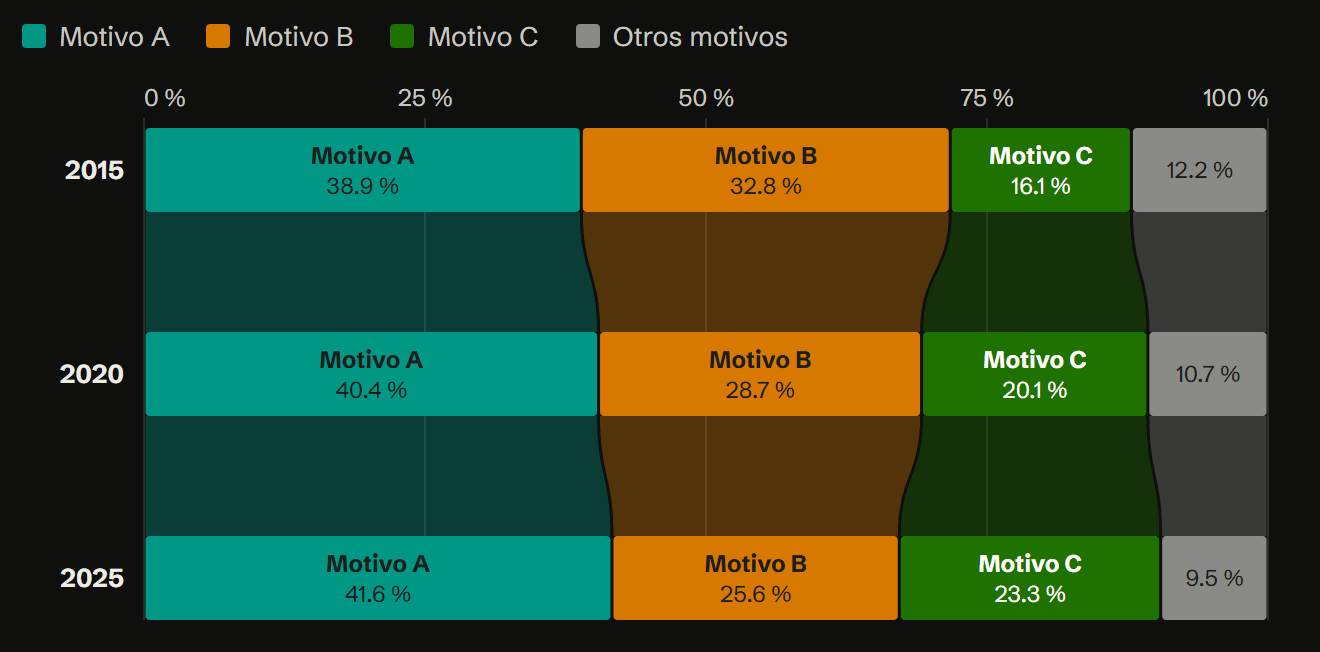 Motivo A Motivo B Motivo C Otros motivos
0 % 25 % 50 % 75 % 100 %
2015
Motivo A
38.9 %
Motivo B
32.8 %
Motivo C
16.1 %
12.2 %
2020
Motivo A
40.4 %
Motivo B
28.7 %
Motivo C
20.1 %
10.7 %
2025
Motivo A
41.6 %
Motivo B
25.6 %
Motivo C
23.3 %
9.5 %